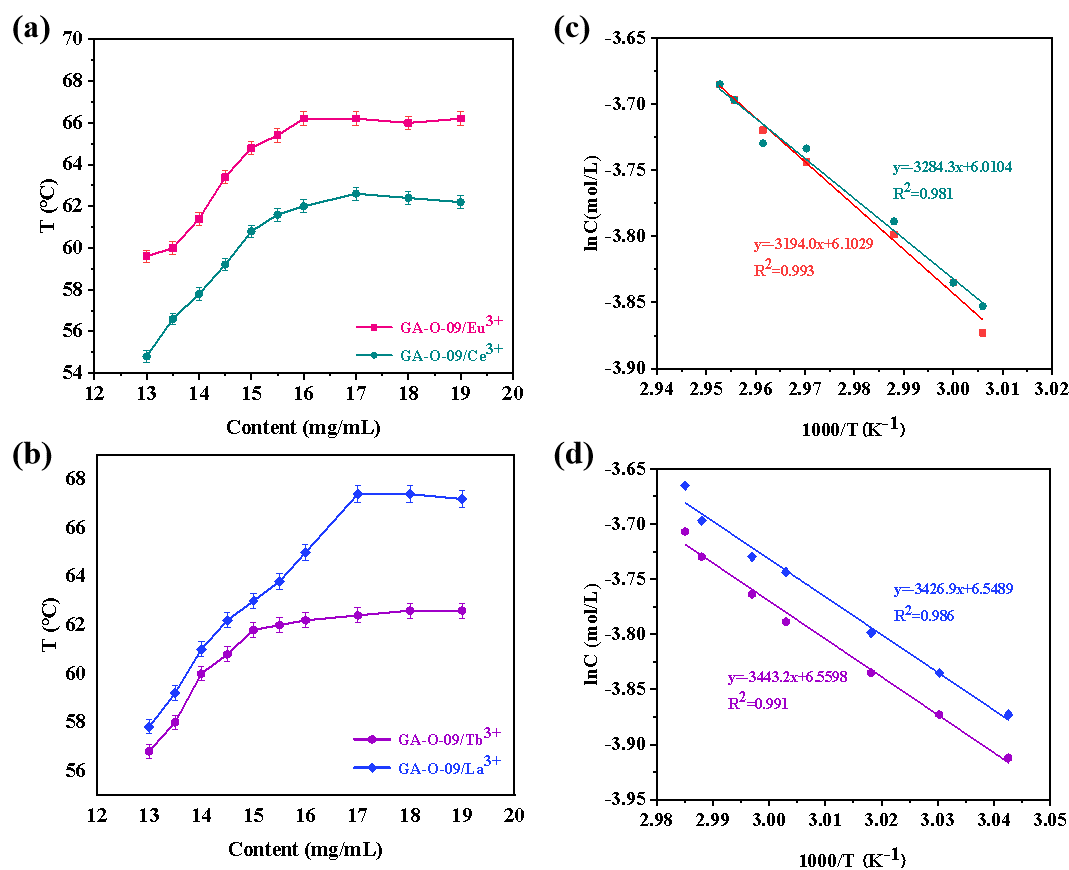 (a)
70
68
66
64
62
60
58
56
54
T (°C)
GA-O-09/Eu3+
GA-O-09/Ce3+
12 13 14 15 16 17 18 19 20
Content (mg/mL)
(c)
-3.65
-3.70
-3.75
-3.80
-3.85
-3.90
lnC(mol/L)
y=-3284.3x+6.0104
R2=0.981
y=-3194.0x+6.1029
R2=0.993
2.94 2.95 2.96 2.97 2.98 2.99 3.00 3.01 3.02
1000/T (K-1)
(b)
68
66
64
62
60
58
56
T (°C)
GA-O-09/Tb3+
GA-O-09/La3+
12 13 14 15 16 17 18 19 20
Content (mg/mL)
(d)
-3.65
-3.70
-3.75
-3.80
-3.85
-3.90
-3.95
lnC (mol/L)
y=-3426.9x+6.5489
R2=0.986
y=-3443.2x+6.5598
R2=0.991
2.98 2.99 3.00 3.01 3.02 3.03 3.04 3.05
1000/T (K-1)